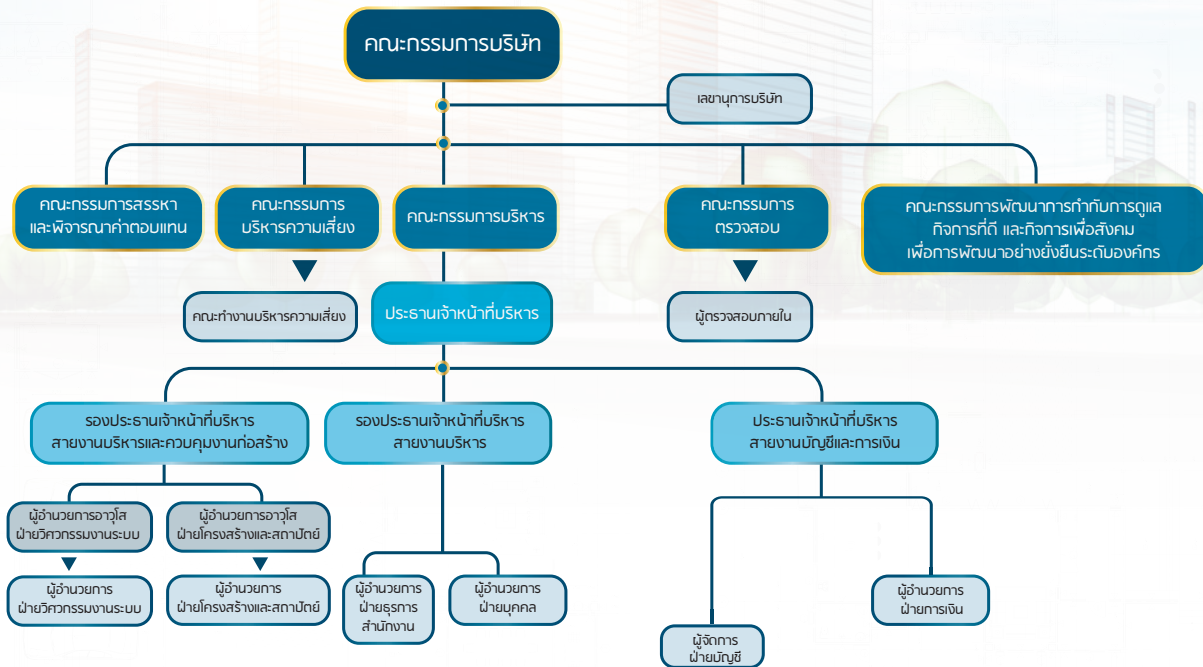 คณะกรรมการบริษัท
เลขานุการบริษัท
คณะกรรมการสรรหา
และพิจารณาค่าตอบแทน
คณะกรรมการ
บริหารความเสี่ยง
คณะกรรมการบริหาร
คณะกรรมการ
ตรวจสอบ
คณะกรรมการพัฒนาการกำกับการดูแล
กิจการที่ดี และกิจการเพื่อสังคม
เพื่อการพัฒนาอย่างยั่งยืนระดับองค์กร
คณะทำงานบริหารความเสี่ยง
ประธานเจ้าหน้าที่บริหาร
ผู้ตรวจสอบภายใน
รองประธานเจ้าหน้าที่บริหาร
สายงานบริหารและควบคุมงานก่อสร้าง
รองประธานเจ้าหน้าที่บริหาร
สายงานบริหาร
ประธานเจ้าหน้าที่บริหาร
สายงานบัญชีและการเงิน
ผู้อำนวยการอาวุโส
ฝ่ายวิศวกรรมงานระบบ
ผู้อำนวยการอาวุโส
ฝ่ายโครงสร้างและสถาปัตย์
ผู้อำนวยการ
ฝ่ายวิศวกรรมงานระบบ
ผู้อำนวยการ
ฝ่ายโครงสร้างและสถาปัตย์
ผู้อำนวยการ
ฝ่ายธุรการ
สำนักงาน
ผู้อำนวยการ
ฝ่ายบุคคล
ผู้จัดการ
ฝ่ายบัญชี
ผู้อำนวยการ
ฝ่ายการเงิน